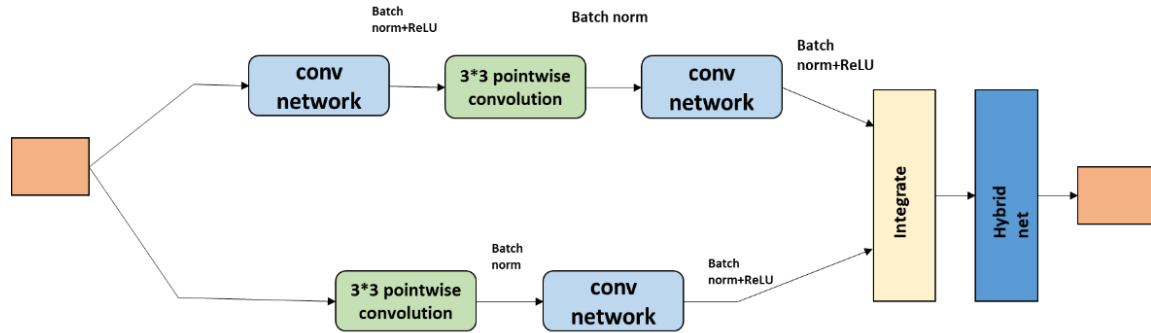 Batch
norm+ReLU
Batch norm
Batch
norm+ReLU
conv
network
3*3 pointwise
convolution
conv
network
Integrate
Hybrid
net
3*3 pointwise
convolution
Batch
norm
conv
network
Batch
norm+ReLU